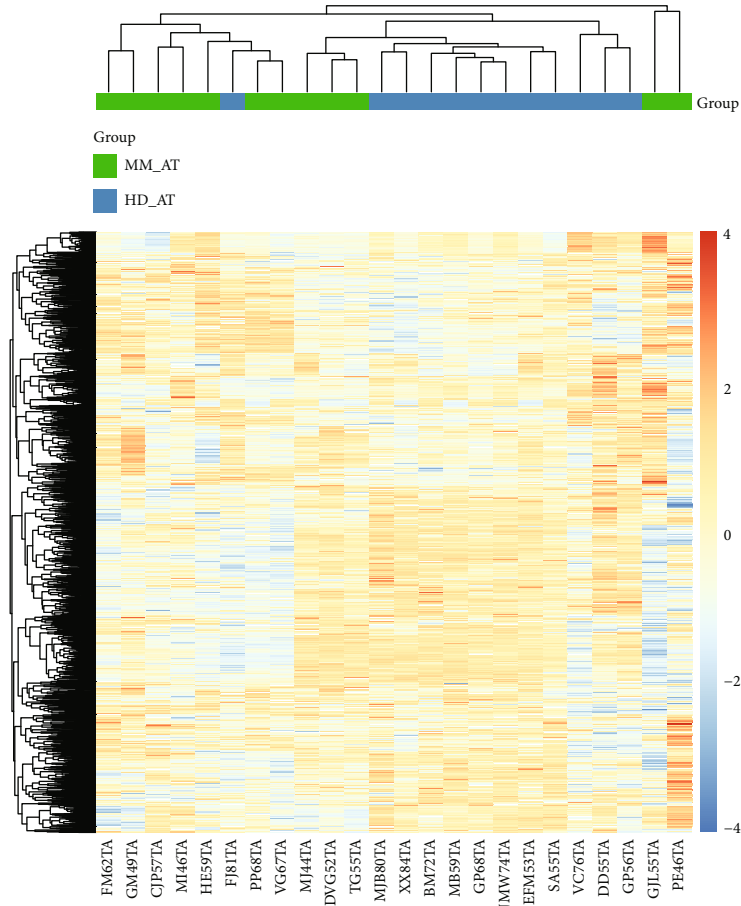 Group
Group
MM_AT
HD_AT
4
2
0
−2
−4
FM62TA
GM49TA
CJP57TA
MI46TA
HE59TA
FJ81TA
PP68TA
VG67TA
MJ44TA
DVG52TA
TG55TA
MJB80TA
XX84TA
BM72TA
MB59TA
GP68TA
JMW74TA
EFM53TA
SA55TA
VC76TA
DD55TA
GP56TA
GJL55TA
PE46TA